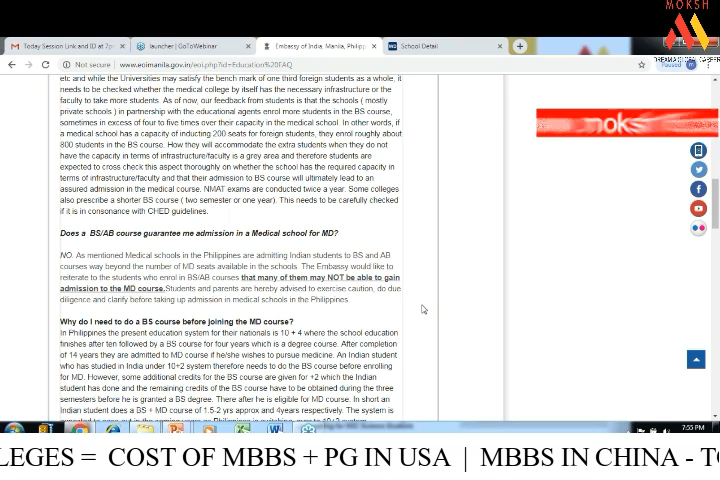 MOKSH
Today Session Link and ID at 7p
launcher | GoToWebinar
Embassy of India, Manila, Philipp
School Detail
Not secure
www.eoimanila.gov.in/eoi.php?id=Education%20FAQ
Paused
DREAM A GLOBAL CAREER
etc and while the Universities may satisfy the bench mark of one third foreign students as a whole, it
needs to be checked whether the medical college by itself has the necessary infrastructure or the
faculty to take more students. As of now, our feedback from students is that the schools ( mostly
private schools ) in partnership with the educational agents enrol more students in the BS course,
sometimes in excess of four to five times over their capacity in the medical school. In other words, if
a medical school has a capacity of inducting 200 seats for foreign students, they enrol roughly about
800 students in the BS course. How they will accommodate the extra students when they do not
have the capacity in terms of infrastructure/faculty is a grey area and therefore students are
expected to cross check this aspect thoroughly on whether the school has the required capacity in
terms of infrastructure/faculty and that their admission to BS course will ultimately lead to an
assured admission in the medical course. NMAT exams are conducted twice a year. Some colleges
also prescribe a shorter BS course ( two semester or one year). This needs to be carefully checked
if it is in consonance with CHED guidelines.
moks
Does a BS/AB course guarantee me admission in a Medical school for MD?
NO. As mentioned Medical schools in the Philippines are admitting Indian students to BS and AB
courses way beyond the number of MD seats available in the schools. The Embassy would like to
reiterate to the students who enrol in BS/AB courses that many of them may NOT be able to gain
admission to the MD course.Students and parents are hereby advised to exercise caution, do due
diligence and clarify before taking up admission in medical schools in the Philippines
Why do I need to do a BS course before joining the MD course?
In Philippines the present education system for their nationals is 10 + 4 where the school education
finishes after ten followed by a BS course for four years which is a degree course. After completion
of 14 years they are admitted to MD course if he/she wishes to pursue medicine. An Indian student
who has studied in India under 10+2 system therefore needs to do the BS course before enrolling
for MD. However, some additional credits for the BS course are given for +2 which the Indian
student has done and the remaining credits of the BS course have to be obtained during the three
semesters before he is granted a BS degree. There after he is eligible for MD course. In short an
Indian student does a BS + MD course of 1.5-2 yrs approx and 4years respectively. The system is
7:55 PM
LEGES = COST OF MBBS + PG IN USA | MBBS IN CHINA - TO